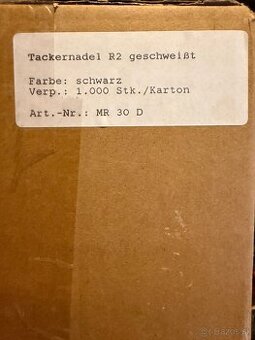 Tackernadel R2 geschweißt
Farbe: schwarz
Verp.: 1.000 Stk./Karton
Art.-Nr.: MR 30 D